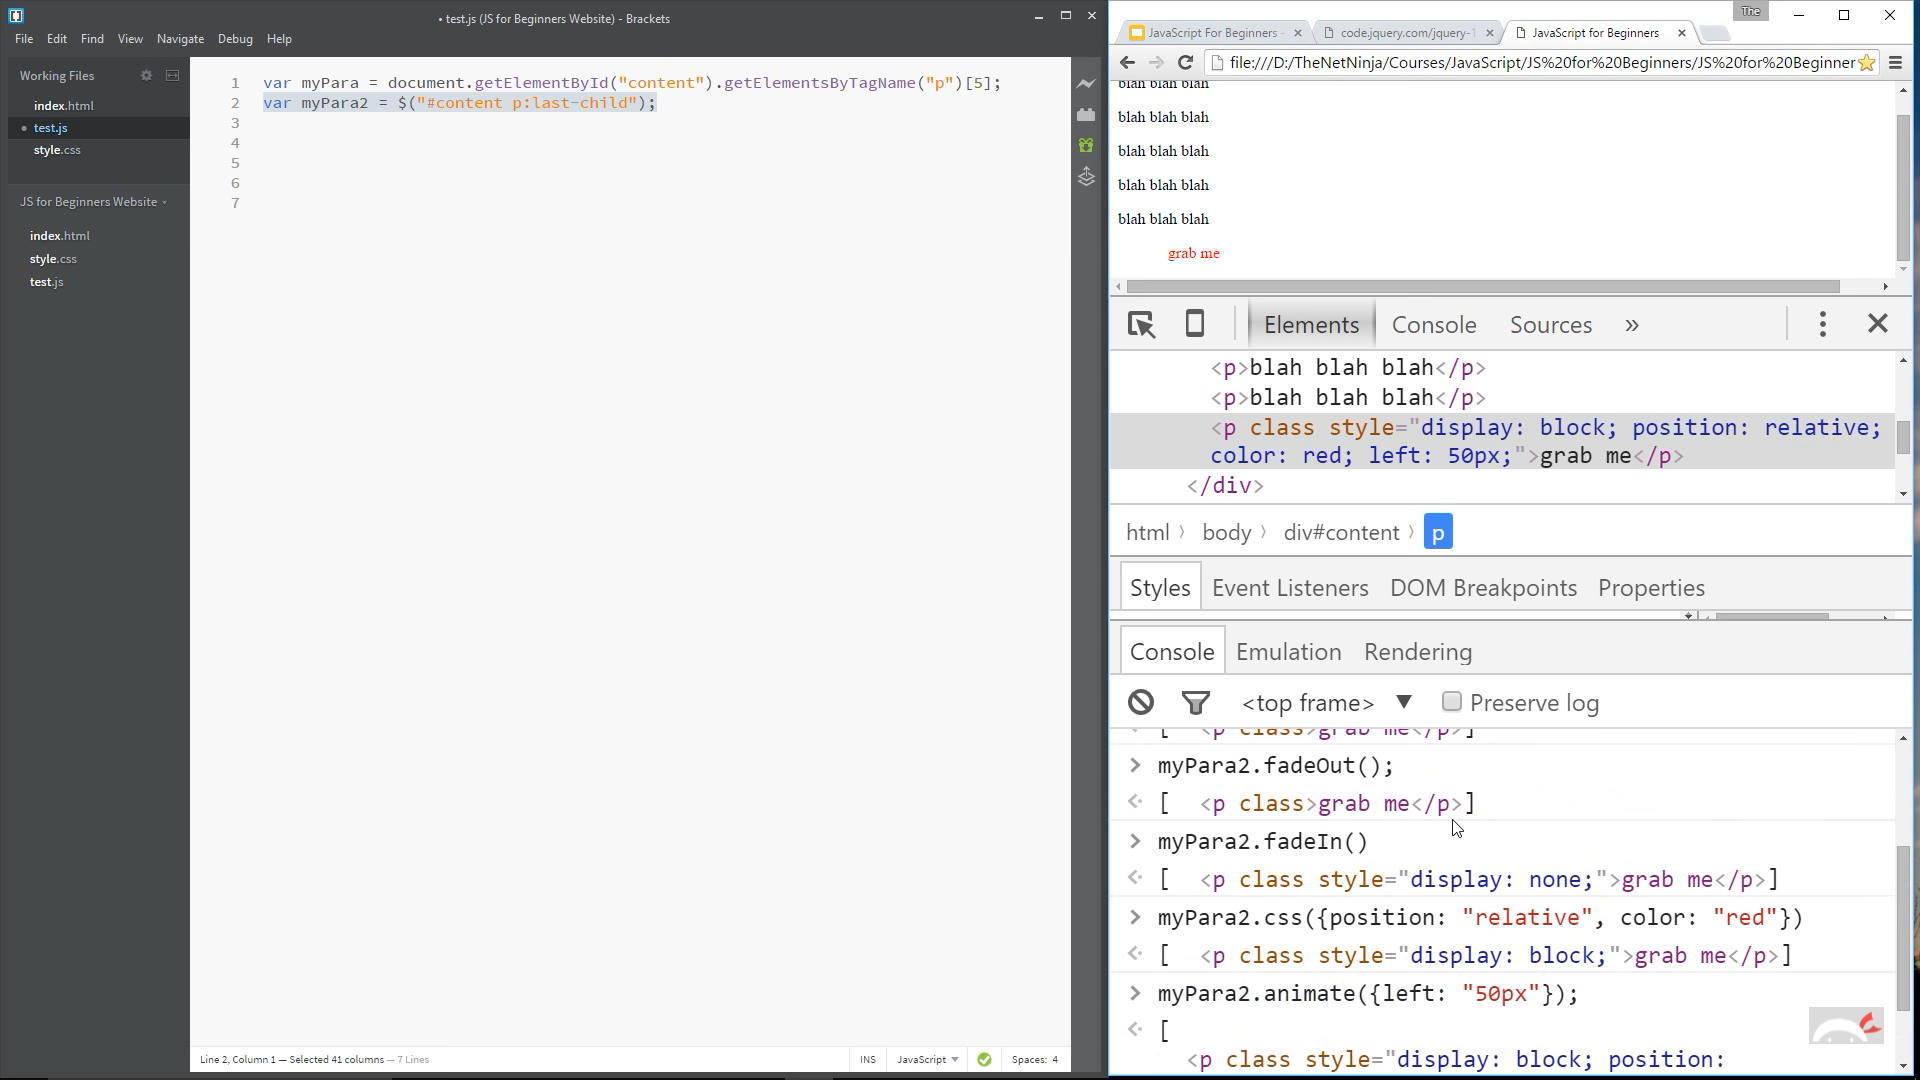 • test.js (JS for Beginners Website) - Brackets
File Edit Find View Navigate Debug Help
Working Files
index.html
• test.js
style.css
JS for Beginners Website
index.html
style.css
test.js
1 var myPara = document.getElementById("content").getElementsByTagName("p")[5];
2 var myPara2 = $("#content p:last-child");
3
4
5
6
7
Line 2, Column 1 — Selected 41 columns — 7 Lines
INS JavaScript Spaces: 4
The
JavaScript For Beginners - code.jquery.com/jquery-1 JavaScript for Beginners
file:///D:/TheNetNinja/Courses/JavaScript/JS%20for%20Beginners/JS%20for%20Beginner
blah blah blah
blah blah blah
blah blah blah
blah blah blah
blah blah blah
grab me
Elements Console Sources »
<p>blah blah blah</p>
<p>blah blah blah</p>
<p class style="display: block; position: relative;
color: red; left: 50px;">grab me</p>
</div>
html body div#content p
Styles Event Listeners DOM Breakpoints Properties
Console Emulation Rendering
<top frame> ▼ Preserve log
[ <p class>grab me</p>]
> myPara2.fadeOut();
[ <p class>grab me</p>]
> myPara2.fadeIn()
[ <p class style="display: none;">grab me</p>]
> myPara2.css({position: "relative", color: "red"})
[ <p class style="display: block;">grab me</p>]
> myPara2.animate({left: "50px"});
[
<p class style="display: block; position: